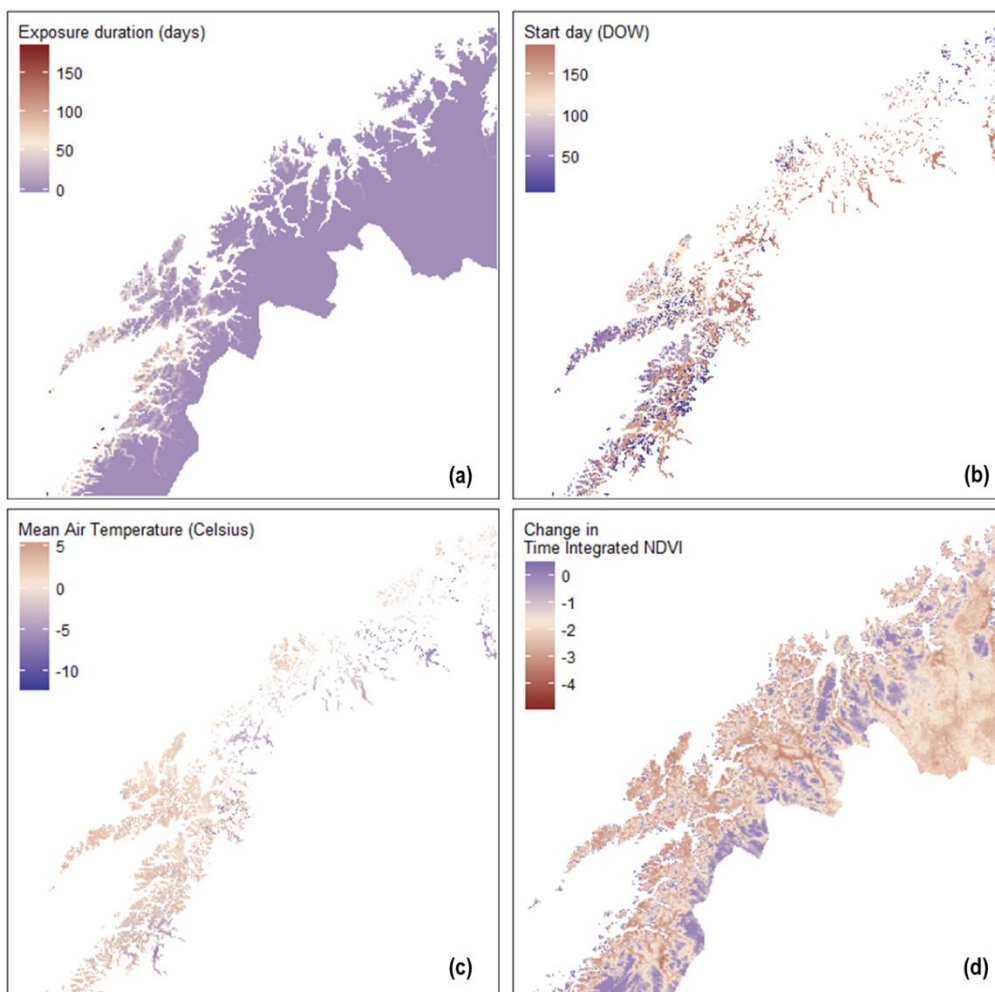 Exposure duration (days)
150
100
50
0
(a)
Start day (DOW)
150
100
50
(b)
Mean Air Temperature (Celsius)
5
0
-5
-10
(c)
Change in
Time Integrated NDVI
0
-1
-2
-3
-4
(d)